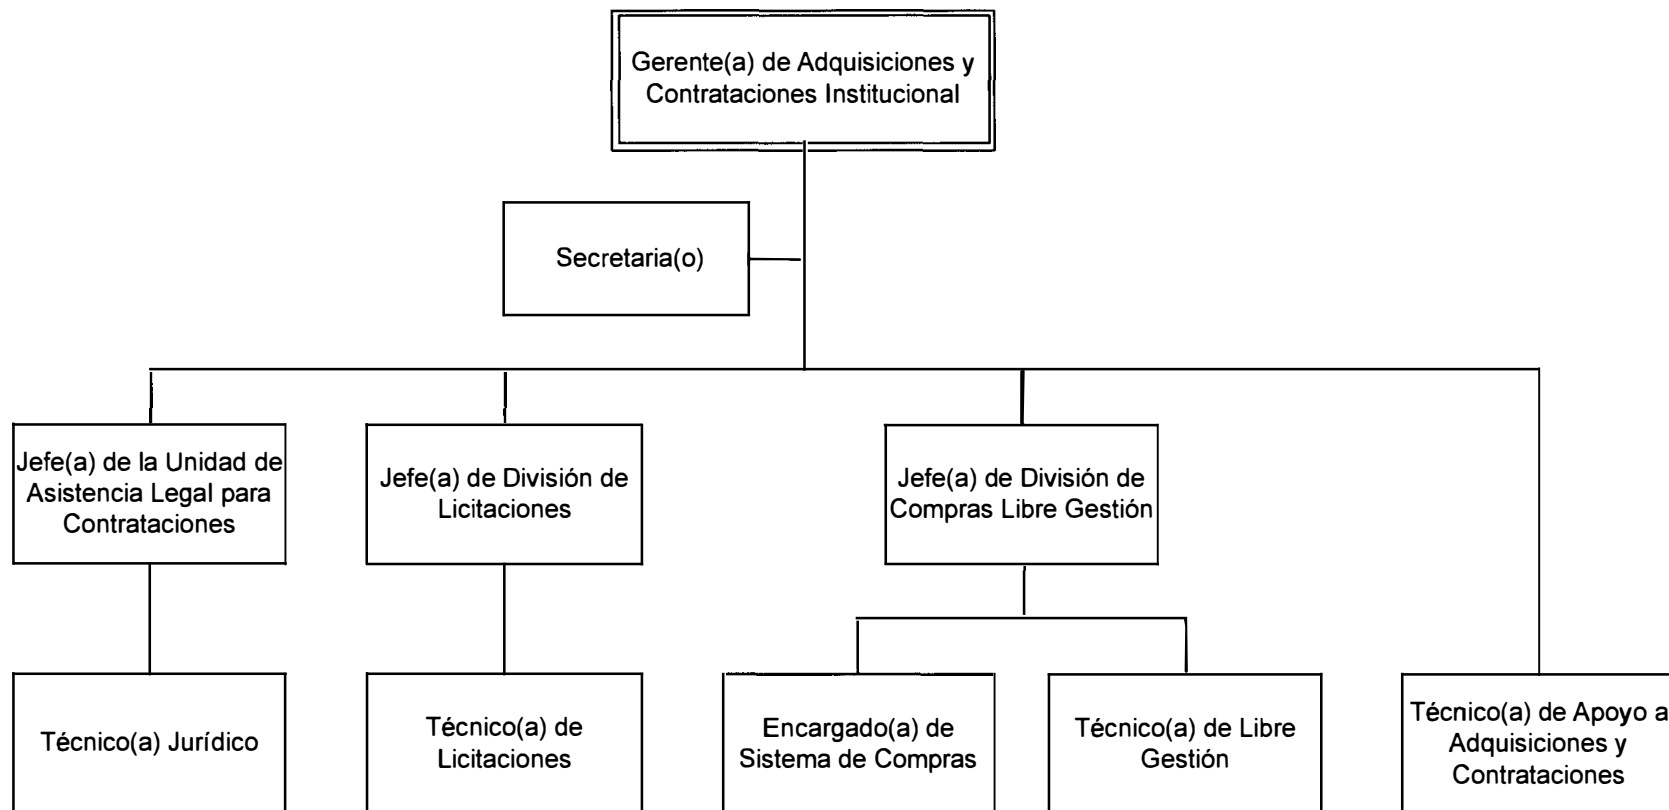 Gerente(a) de Adquisiciones y
Contrataciones Institucional
Secretaria(o)
Jefe(a) de la Unidad de
Asistencia Legal para
Contrataciones
Jefe(a) de División de
Licitaciones
Jefe(a) de División de
Compras Libre Gestión
Técnico(a) Jurídico
Técnico(a) de
Licitaciones
Encargado(a) de
Sistema de Compras
Técnico(a) de Libre
Gestión
Técnico(a) de Apoyo a
Adquisiciones y
Contrataciones